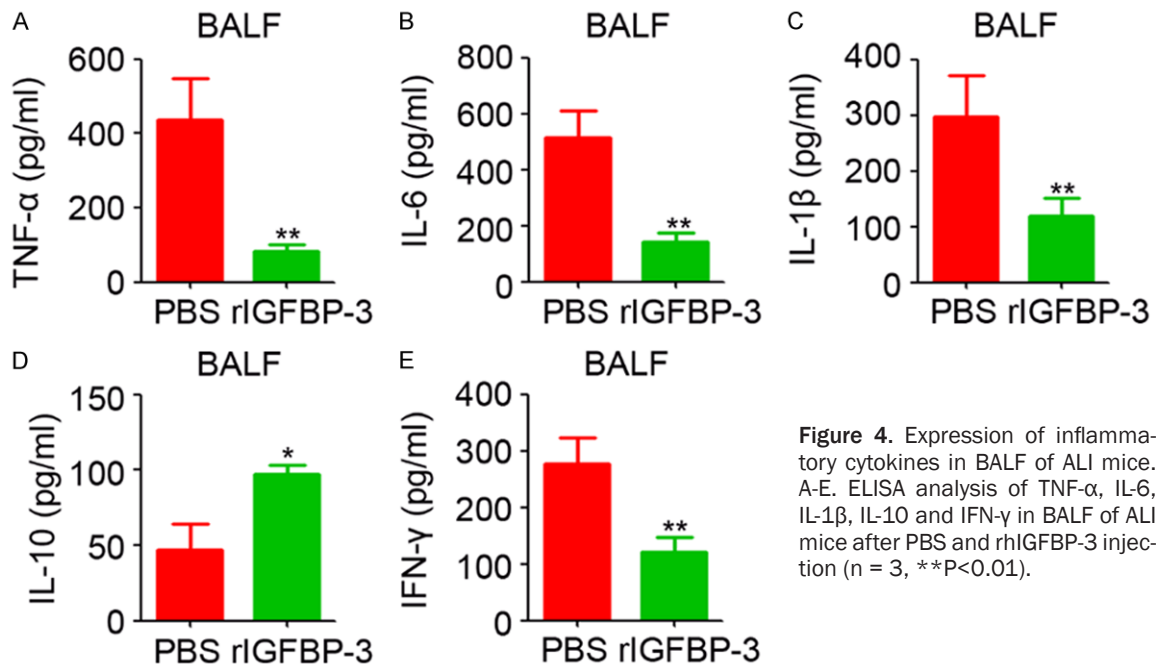 A
BALF
TNF-α (pg/ml)
600
400
200
0
**
PBS rIGFBP-3
B
BALF
IL-6 (pg/ml)
800
600
400
200
0
**
PBS rIGFBP-3
C
BALF
IL-1β (pg/ml)
400
300
200
100
0
**
PBS rIGFBP-3
D
BALF
IL-10 (pg/ml)
150
100
50
0
*
PBS rIGFBP-3
E
BALF
IFN-γ (pg/ml)
400
300
200
100
0
**
PBS rIGFBP-3
Figure 4. Expression of inflamma-
tory cytokines in BALF of ALI mice.
A-E. ELISA analysis of TNF-α, IL-6,
IL-1β, IL-10 and IFN-γ in BALF of ALI
mice after PBS and rhIGFBP-3 injec-
tion (n = 3, **P<0.01).